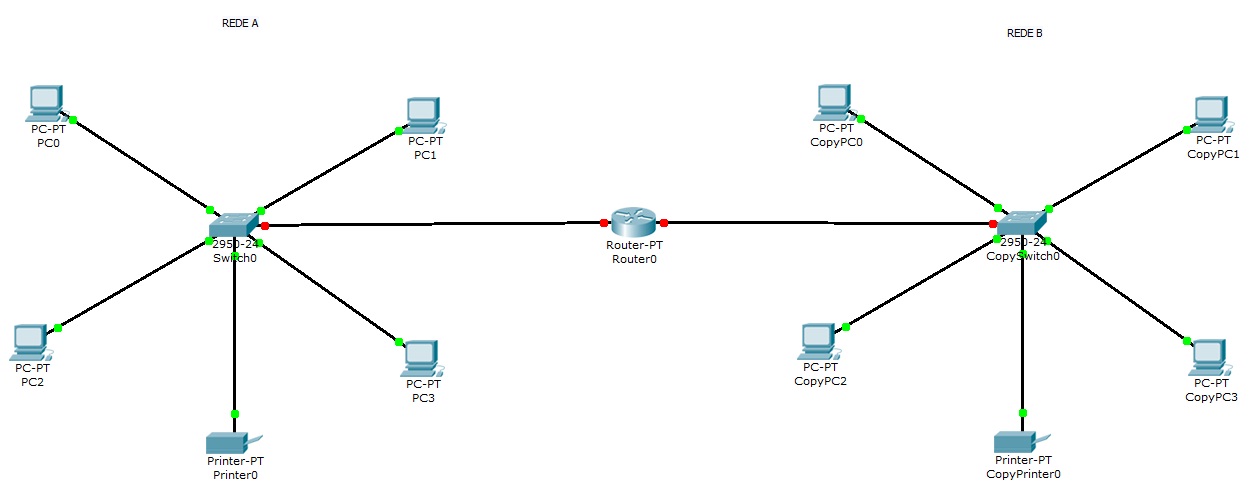 REDE A
REDE B
PC-PT
PC0
PC-PT
PC1
PC-PT
CopyPC0
PC-PT
CopyPC1
2950-24
Switch0
Router-PT
Router0
2950-24
CopySwitch0
PC-PT
PC2
PC-PT
PC3
PC-PT
CopyPC2
PC-PT
CopyPC3
Printer-PT
Printer0
Printer-PT
CopyPrinter0